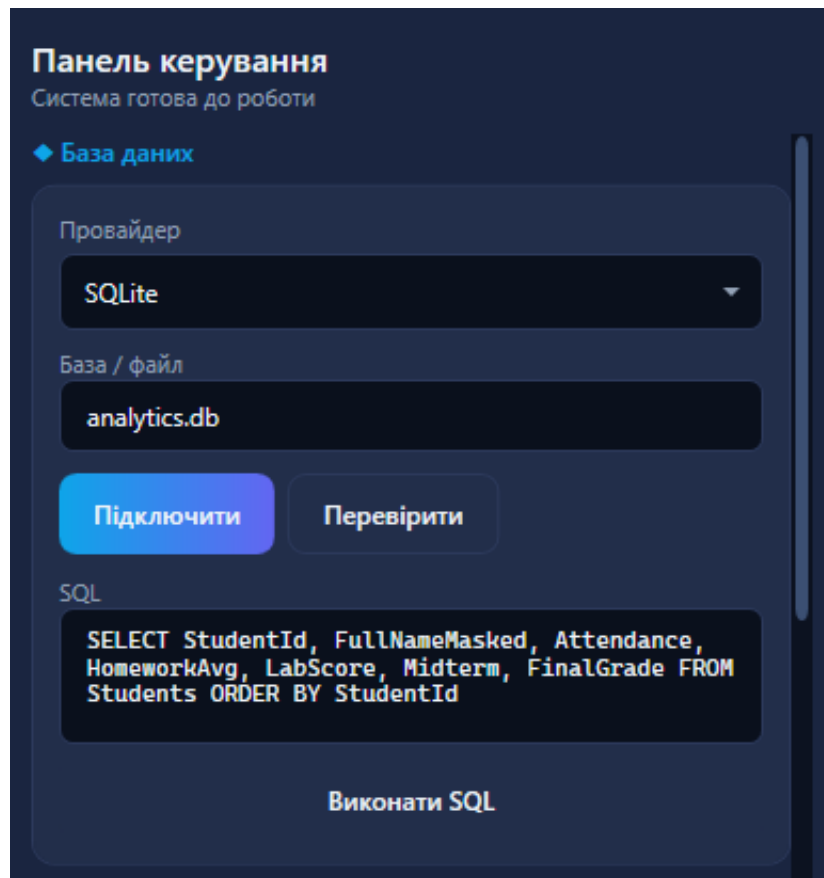 Панель керування
Система готова до роботи
База даних
Провайдер
SQLite
База / файл
analytics.db
Підключити
Перевірити
SQL
SELECT StudentId, FullNameMasked, Attendance,
HomeworkAvg, LabScore, Midterm, FinalGrade FROM
Students ORDER BY StudentId
Виконати SQL